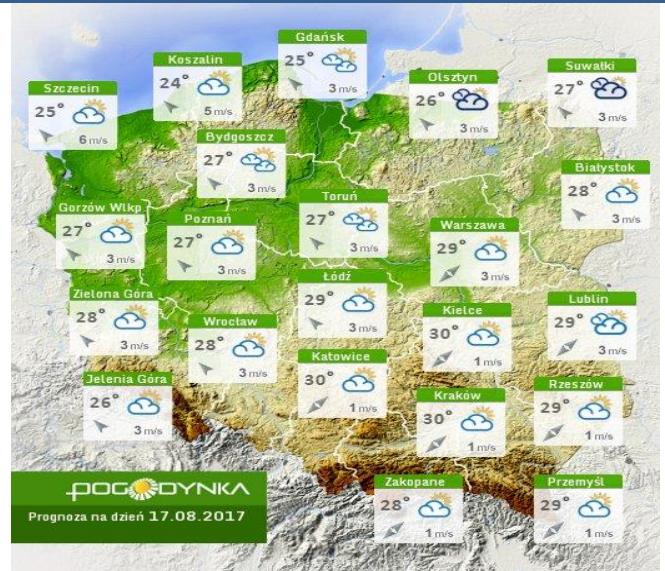 Gdańsk
25°
3 m/s
Koszalin
24°
5 m/s
Szczecin
25°
6 m/s
Olsztyn
26°
3 m/s
Suwałki
27°
3 m/s
Bydgoszcz
27°
3 m/s
Białystok
28°
3 m/s
Gorzów Wlkp
27°
3 m/s
Poznań
27°
3 m/s
Toruń
27°
3 m/s
Warszawa
29°
3 m/s
Łódź
29°
3 m/s
Zielona Góra
28°
3 m/s
Wrocław
28°
3 m/s
Kielce
30°
1 m/s
Lublin
29°
3 m/s
Katowice
30°
1 m/s
Jelenia Góra
26°
3 m/s
Kraków
30°
1 m/s
Rzeszów
29°
1 m/s
Zakopane
28°
1 m/s
Przemyśl
29°
1 m/s
POGODYNKA
Prognoza na dzień 17.08.2017